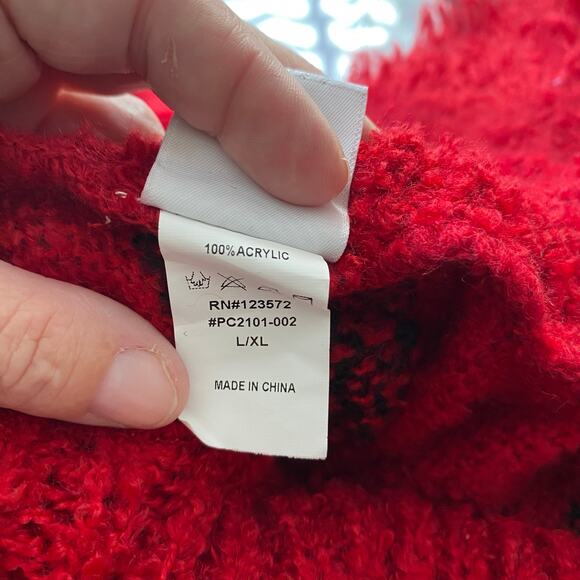 100%ACRYLIC
RN#123572
#PC2101-002
L/XL
MADE IN CHINA